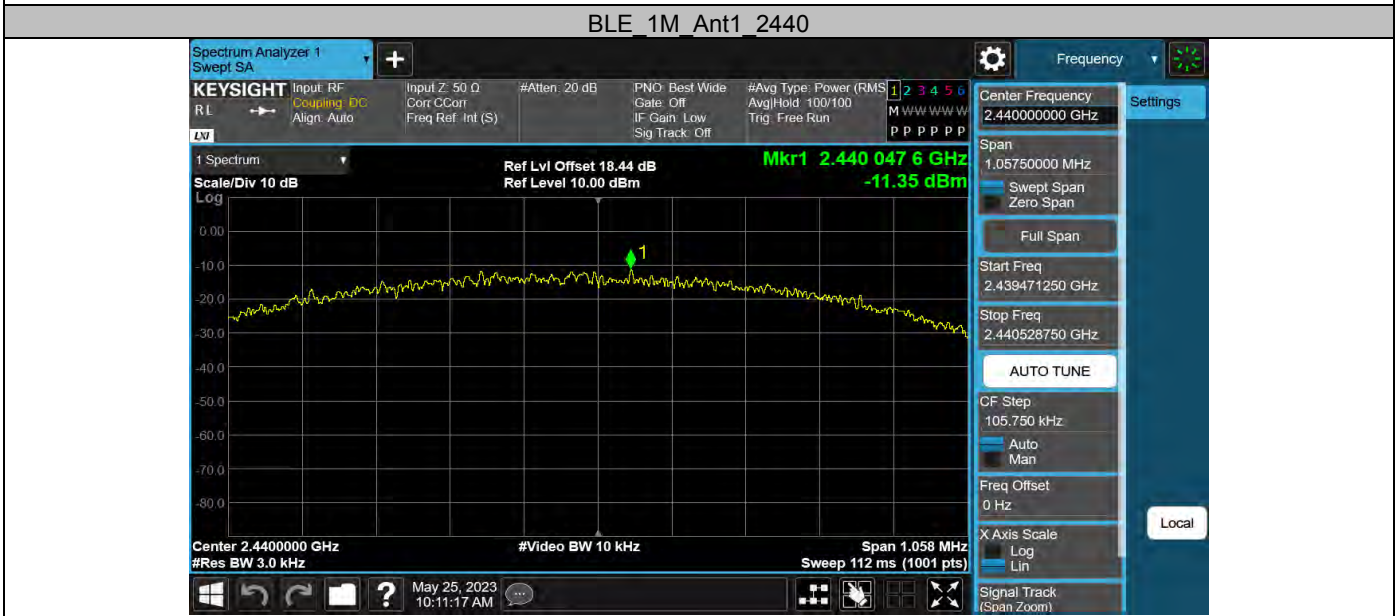 BLE_1M_Ant1_2440
Spectrum Analyzer 1
Swept SA
Frequency
KEYSIGHT
RL
LXI
Input: RF
Coupling: DC
Align: Auto
Input Z: 50 Ω
Corr CCorr
Freq Ref: Int (S)
#Atten: 20 dB
PNO: Best Wide
Gate: Off
IF Gain: Low
Sig Track: Off
#Avg Type: Power (RMS
Avg|Hold: 100/100
Trig: Free Run
1 2 3 4 5 6
M W W W W W
P P P P P P
1 Spectrum
Scale/Div 10 dB
Ref Lvl Offset 18.44 dB
Ref Level 10.00 dBm
Mkr1 2.440 047 6 GHz
-11.35 dBm
Log
0.00
-10.0
-20.0
-30.0
-40.0
-50.0
-60.0
-70.0
-80.0
1
Center 2.4400000 GHz
#Res BW 3.0 kHz
#Video BW 10 kHz
Span 1.058 MHz
Sweep 112 ms (1001 pts)
May 25, 2023
10:11:17 AM
Center Frequency
2.440000000 GHz
Span
1.05750000 MHz
Swept Span
Zero Span
Full Span
Start Freq
2.439471250 GHz
Stop Freq
2.440528750 GHz
AUTO TUNE
CF Step
105.750 kHz
Auto
Man
Freq Offset
0 Hz
X Axis Scale
Log
Lin
Signal Track
(Span Zoom)
Settings
Local